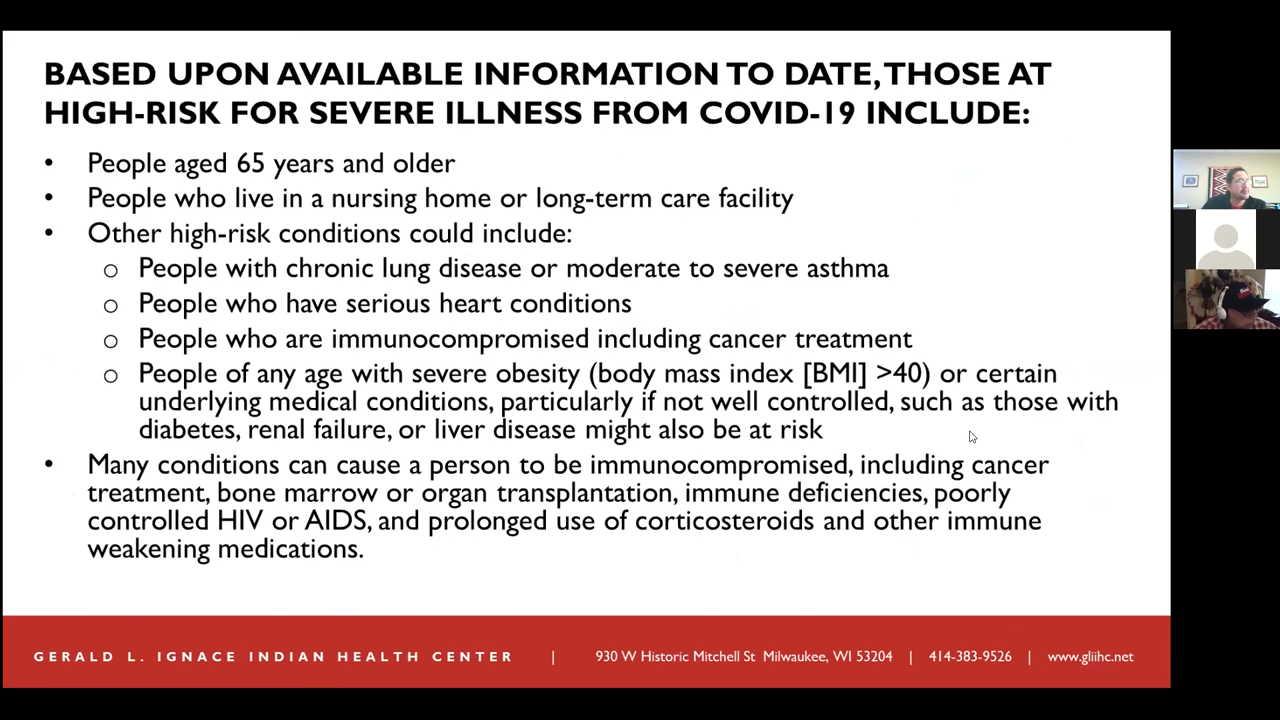 BASED UPON AVAILABLE INFORMATION TO DATE, THOSE AT
HIGH-RISK FOR SEVERE ILLNESS FROM COVID-19 INCLUDE:
• People aged 65 years and older
• People who live in a nursing home or long-term care facility
• Other high-risk conditions could include:
o People with chronic lung disease or moderate to severe asthma
o People who have serious heart conditions
o People who are immunocompromised including cancer treatment
o People of any age with severe obesity (body mass index [BMI] >40) or certain
underlying medical conditions, particularly if not well controlled, such as those with
diabetes, renal failure, or liver disease might also be at risk
• Many conditions can cause a person to be immunocompromised, including cancer
treatment, bone marrow or organ transplantation, immune deficiencies, poorly
controlled HIV or AIDS, and prolonged use of corticosteroids and other immune
weakening medications.
GERALD L. IGNACE INDIAN HEALTH CENTER | 930 W Historic Mitchell St Milwaukee, WI 53204 | 414-383-9526 | www.gliihc.net